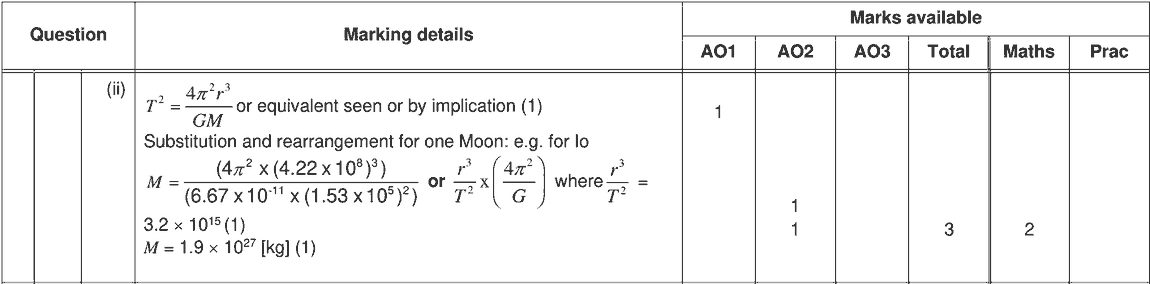 Question Marking details Marks available
AO1 AO2 AO3 Total Maths Prac
(ii) T² = 4π²r³/GM or equivalent seen or by implication (1) 1
Substitution and rearrangement for one Moon: e.g. for Io
M = (4π² x (4.22 x 10⁸)³)/(6.67 x 10⁻¹¹ x (1.53 x 10⁵)²) or r³/T² x (4π²/G) where r³/T² =
3.2 × 10¹⁵ (1) 1
M = 1.9 × 10²⁷ [kg] (1) 1 3 2